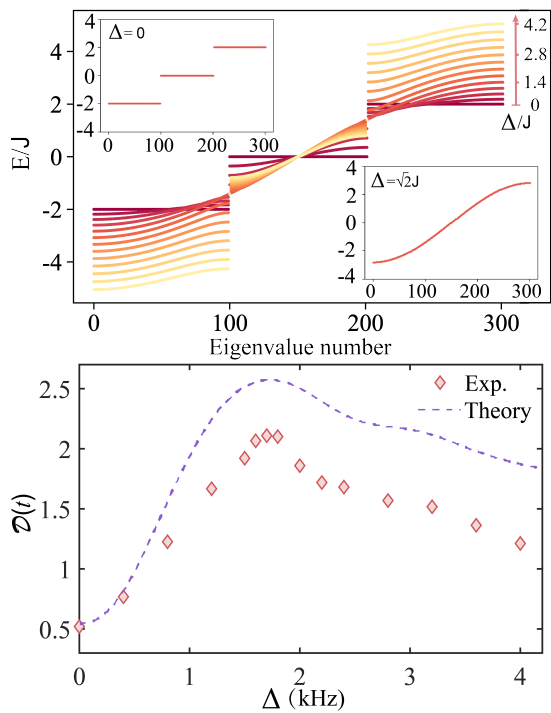 Δ = 0
4
2
0
-2
-4
0 100 200 300
4.2
2.8
1.4
0
Δ/J
E/J
4
2
0
-2
-4
Δ=√2J
4
2
0
-2
-4
0 100 200 300
0 100 200 300
Eigenvalue number
2.5
2
1.5
1
0.5
𝒟(t)
Exp.
Theory
0 1 2 3 4
Δ (kHz)